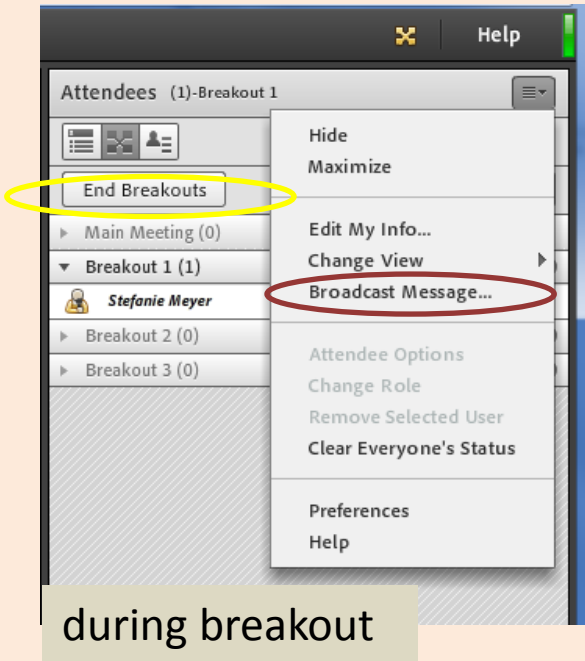 Help
Attendees (1)-Breakout 1
End Breakouts
Main Meeting (0)
Breakout 1 (1)
Stefanie Meyer
Breakout 2 (0)
Breakout 3 (0)
Hide
Maximize
Edit My Info...
Change View
Broadcast Message...
Attendee Options
Change Role
Remove Selected User
Clear Everyone's Status
Preferences
Help
during breakout